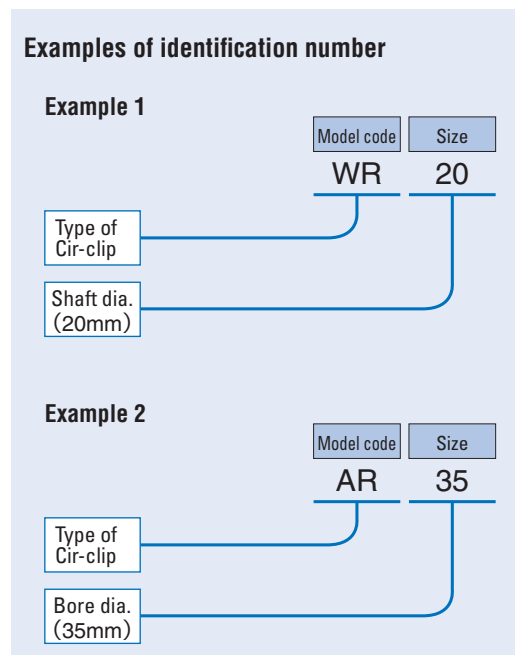 Examples of identification number
Example 1
Model code Size
WR 20
Type of
Cir-clip
Shaft dia.
(20mm)
Example 2
Model code Size
AR 35
Type of
Cir-clip
Bore dia.
(35mm)